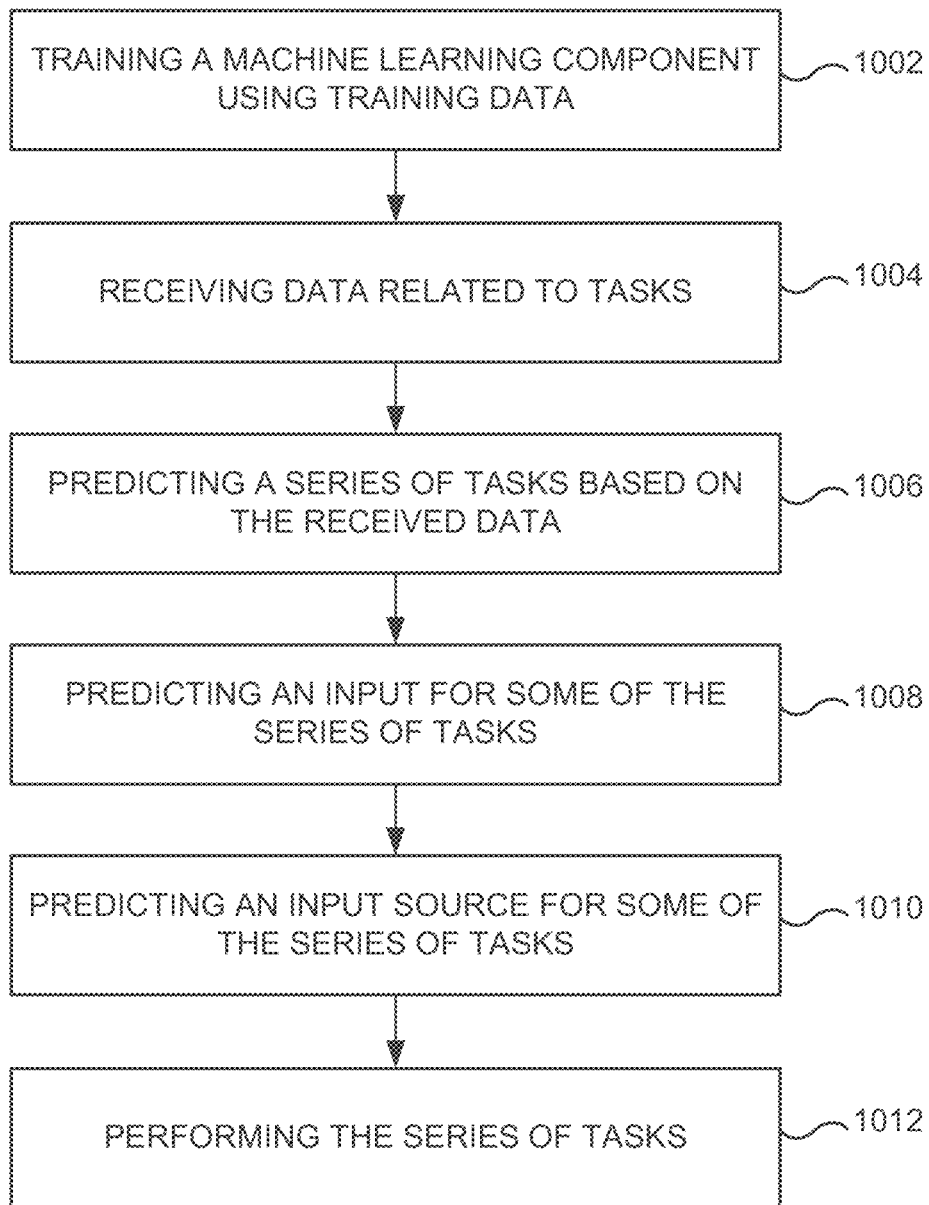 TRAINING A MACHINE LEARNING COMPONENT
USING TRAINING DATA
1002
RECEIVING DATA RELATED TO TASKS
1004
PREDICTING A SERIES OF TASKS BASED ON
THE RECEIVED DATA
1006
PREDICTING AN INPUT FOR SOME OF THE
SERIES OF TASKS
1008
PREDICTING AN INPUT SOURCE FOR SOME OF
THE SERIES OF TASKS
1010
PERFORMING THE SERIES OF TASKS
1012